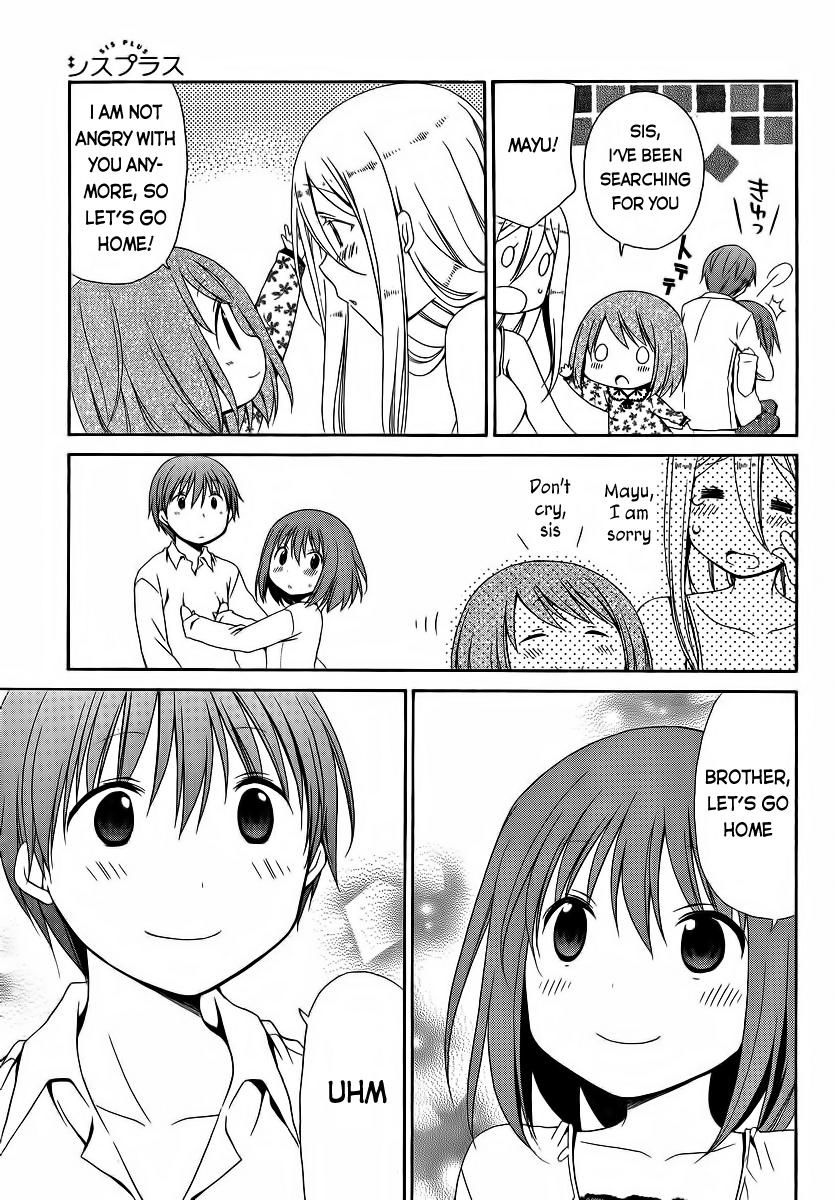 SIS PLUS
シスプラス
SIS,
I'VE BEEN
SEARCHING
FOR YOU
きゅっ
トテテ
MAYU!
I AM NOT
ANGRY WITH
YOU ANY-
MORE, SO
LET'S GO
HOME!
Mayu,
I am
sorry
Don't
cry,
sis
BROTHER,
LET'S GO
HOME
UHM